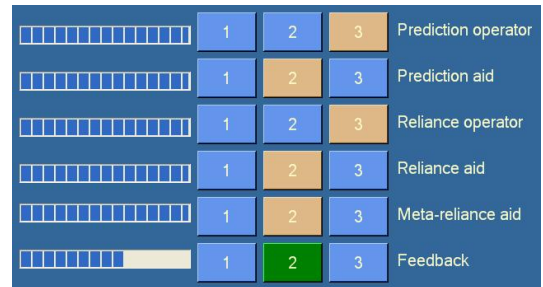 1 2 3 Prediction operator
1 2 3 Prediction aid
1 2 3 Reliance operator
1 2 3 Reliance aid
1 2 3 Meta-reliance aid
1 2 3 Feedback